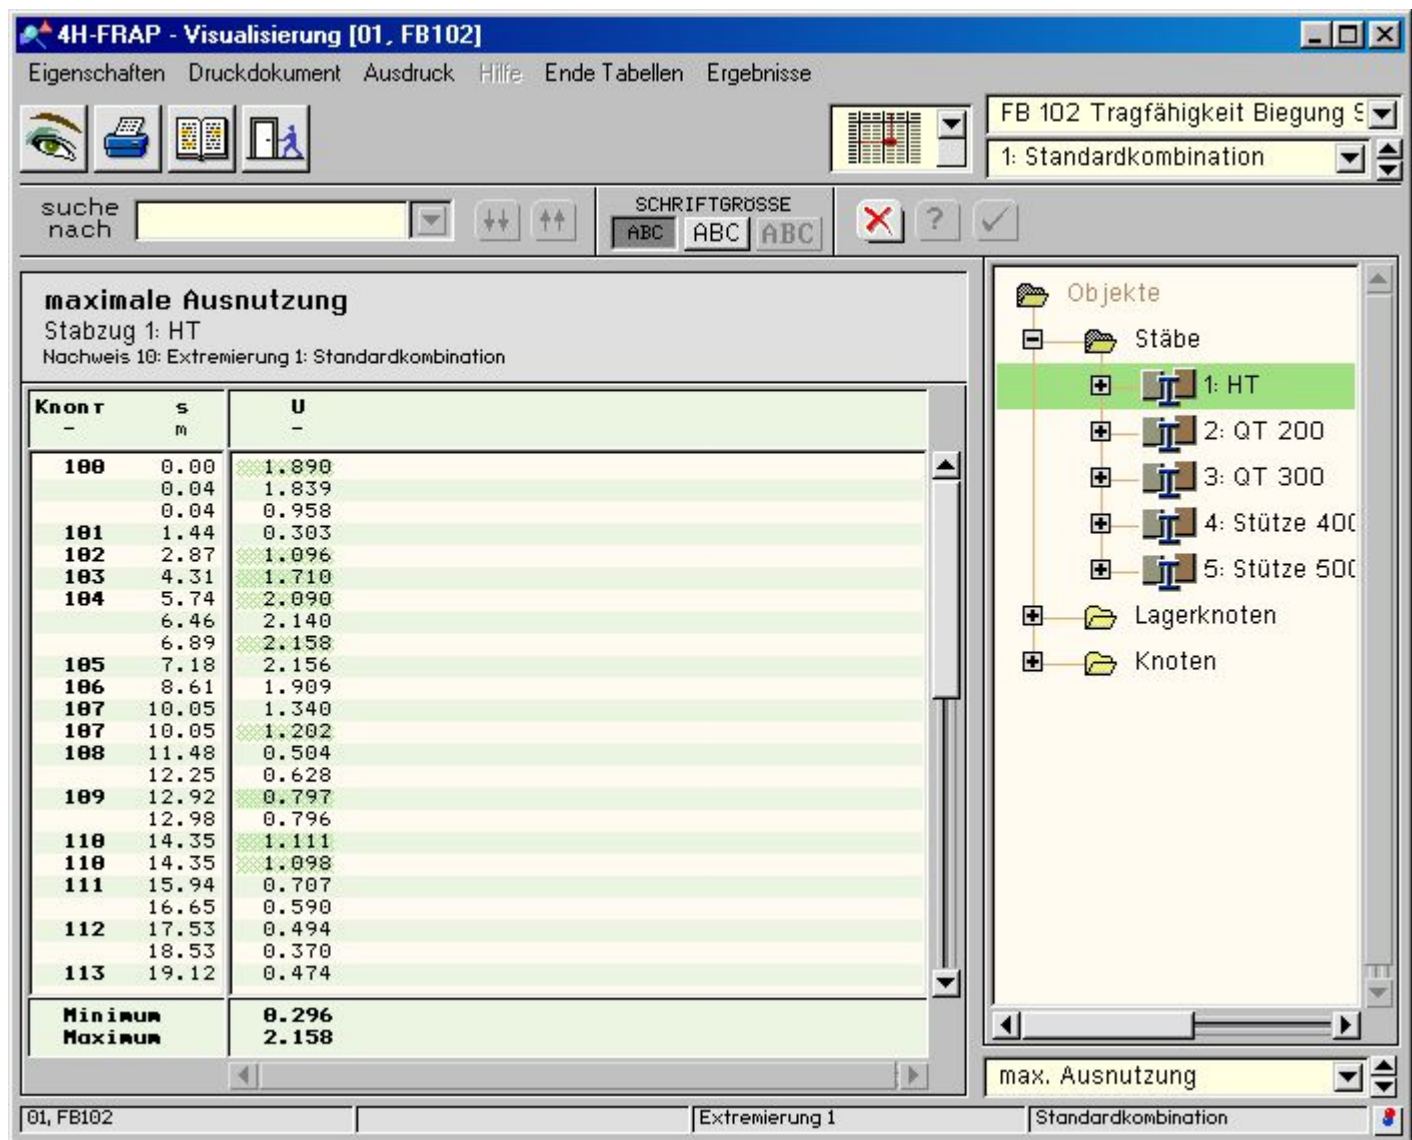 4H-FRAP - Visualisierung [01, FB102]
Eigenschaften Druckdokument Ausdruck Hilfe Ende Tabellen Ergebnisse
FB 102 Tragfähigkeit Biegung S
1: Standardkombination
suche
nach
SCHRIFTGRÖSSE
ABC ABC ABC
maximale Ausnutzung
Stabzug 1: HT
Nachweis 10: Extremierung 1: Standardkombination
Knont s U
- m -
100 0.00 1.890
0.04 1.839
0.04 0.958
101 1.44 0.303
102 2.87 1.096
103 4.31 1.710
104 5.74 2.090
6.46 2.140
6.89 2.158
105 7.18 2.156
106 8.61 1.909
107 10.05 1.340
107 10.05 1.202
108 11.48 0.504
12.25 0.628
109 12.92 0.797
12.98 0.796
110 14.35 1.111
110 14.35 1.098
111 15.94 0.707
16.65 0.590
112 17.53 0.494
18.53 0.370
113 19.12 0.474
Minimum 0.296
Maximum 2.158
Objekte
Stäbe
1: HT
2: QT 200
3: QT 300
4: Stütze 400
5: Stütze 500
Lagerknoten
Knoten
max. Ausnutzung
01, FB102 Extremierung 1 Standardkombination